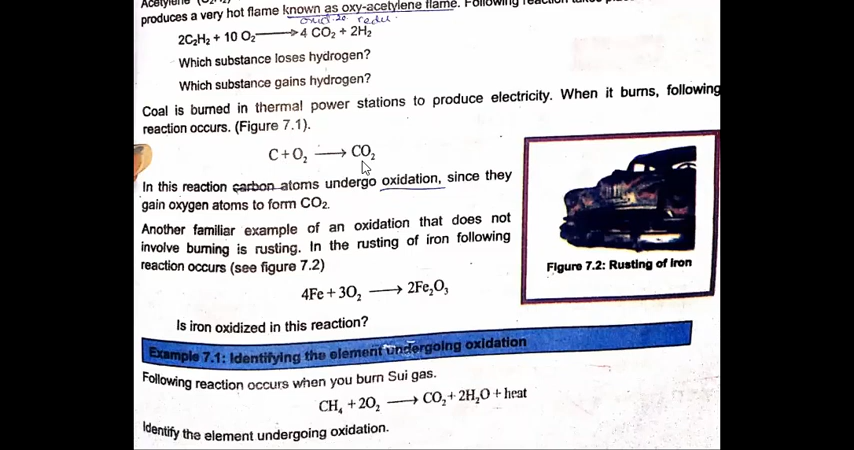 Acetylene
produces a very hot flame known as oxy-acetylene flame. Following reaction takes
oxid. redu.
2C₂H₂ + 10 O₂ ⟶ 4 CO₂ + 2H₂
Which substance loses hydrogen?
Which substance gains hydrogen?
Coal is burned in thermal power stations to produce electricity. When it burns, following
reaction occurs. (Figure 7.1).
C + O₂ ⟶ CO₂
In this reaction carbon atoms undergo oxidation, since they
gain oxygen atoms to form CO₂.
Another familiar example of an oxidation that does not
involve burning is rusting. In the rusting of iron following
reaction occurs (see figure 7.2)
4Fe + 3O₂ ⟶ 2Fe₂O₃
Figure 7.2: Rusting of Iron
Is iron oxidized in this reaction?
Example 7.1: Identifying the element undergoing oxidation
Following reaction occurs when you burn Sui gas.
CH₄ + 2O₂ ⟶ CO₂ + 2H₂O + heat
Identify the element undergoing oxidation.